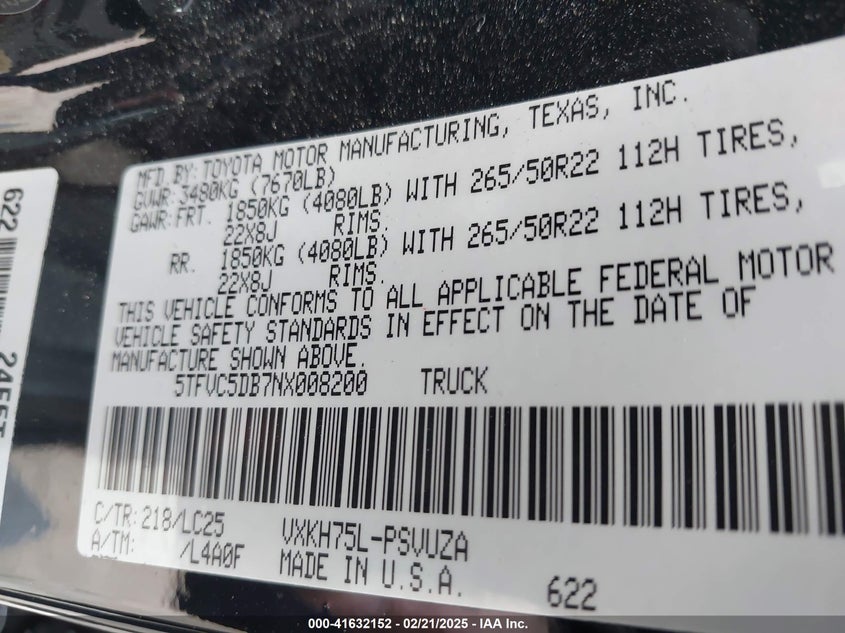 MFD.BY:TOYOTA MOTOR MANUFACTURING, TEXAS, INC.
GVWR:3480KG (7670LB)
GAWR:FRT. 1850KG (4080LB) WITH 265/50R22 112H TIRES,
22X8J RIMS.
RR. 1850KG (4080LB) WITH 265/50R22 112H TIRES,
22X8J RIMS.
THIS VEHICLE CONFORMS TO ALL APPLICABLE FEDERAL MOTOR
VEHICLE SAFETY STANDARDS IN EFFECT ON THE DATE OF
MANUFACTURE SHOWN ABOVE.
5TFVC5DB7NX008200 TRUCK
C/TR:218/LC25 VXKH75L-PSVUZA
A/TM: /L4A0F MADE IN U.S.A. 622
622
2455T
000-41632152 - 02/21/2025 - IAA Inc.